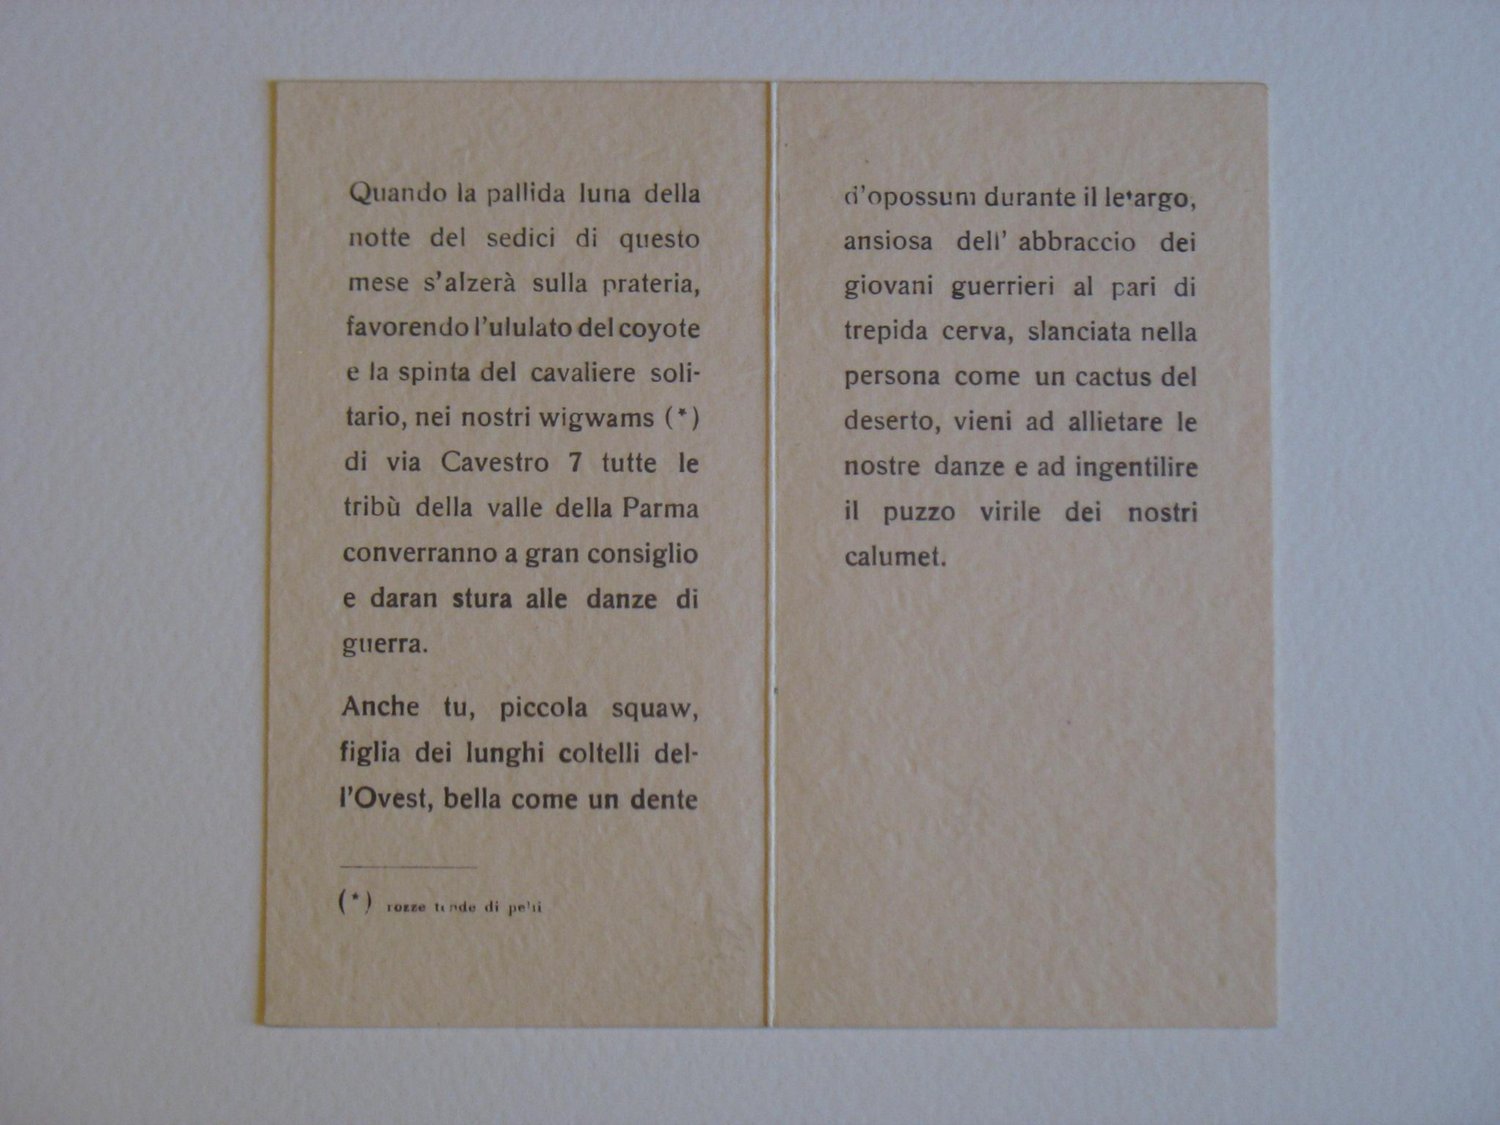 Quando la pallida luna della
notte del sedici di questo
mese s'alzerà sulla prateria,
favorendo l'ululato del coyote
e la spinta del cavaliere soli-
tario, nei nostri wigwams (*)
di via Cavestro 7 tutte le
tribù della valle della Parma
converranno a gran consiglio
e daran stura alle danze di
guerra.
Anche tu, piccola squaw,
figlia dei lunghi coltelli del-
l'Ovest, bella come un dente
(*) rozze tende di pelli
d'opossum durante il letargo,
ansiosa dell' abbraccio dei
giovani guerrieri al pari di
trepida cerva, slanciata nella
persona come un cactus del
deserto, vieni ad allietare le
nostre danze e ad ingentilire
il puzzo virile dei nostri
calumet.